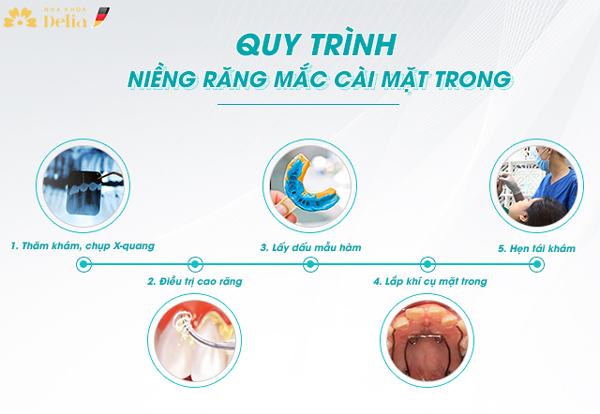 NHA KHOA
Delia
QUY TRÌNH
NIỀNG RĂNG MẮC CÀI MẶT TRONG
1. Thăm khám, chụp X-quang
3. Lấy dấu mẫu hàm
5. Hẹn tái khám
2. Điều trị cao răng
4. Lắp khí cụ mặt trong